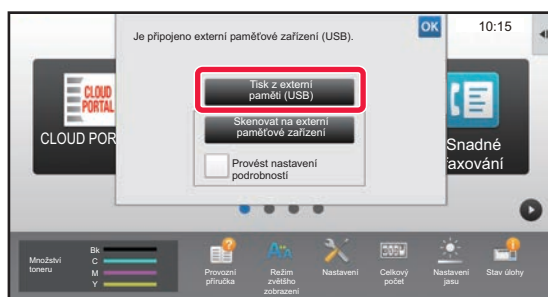 Je připojeno externí paměťové zařízení (USB).
OK
10:15
Tisk z externí
paměti (USB)
Skenovat na externí
paměťové zařízení
Provést nastavení
podrobností
CLOUD
PORTAL
CLOUD POR
Snadné
faxování
Množství
toneru
Bk
C
M
Y
Provozní
příručka
Režim
zvětšho
zobrazení
Nastavení
Celkový
počet
Nastavení
jasu
Stav úlohy